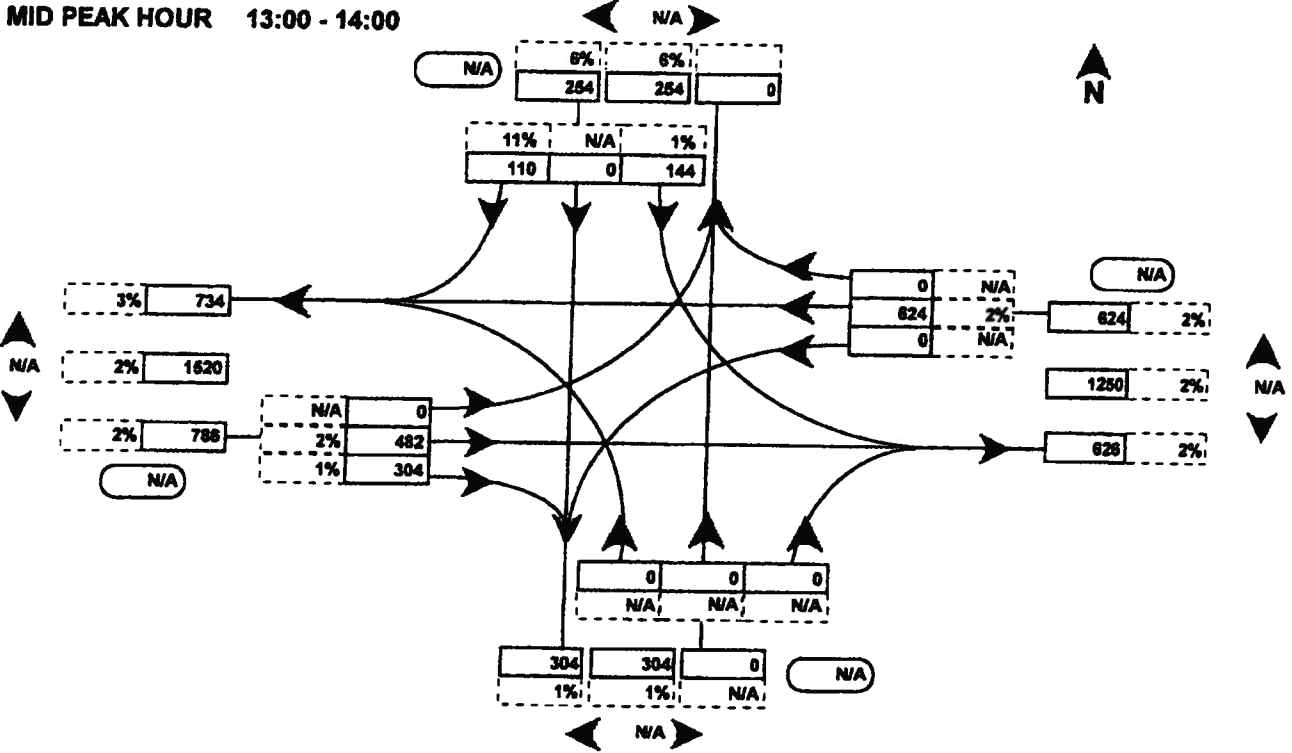 MID PEAK HOUR 13:00 - 14:00
N/A
N/A
6% 6%
254 254 0
N
11% N/A 1%
110 0 144
N/A
0 N/A
3% 734
624 2%
624 2%
0 N/A
N/A
2% 1520
1250 2%
N/A
N/A 0
2% 786
2% 482
626 2%
1% 304
N/A
0 0 0
N/A N/A N/A
304 304 0
N/A
1% 1% N/A
N/A